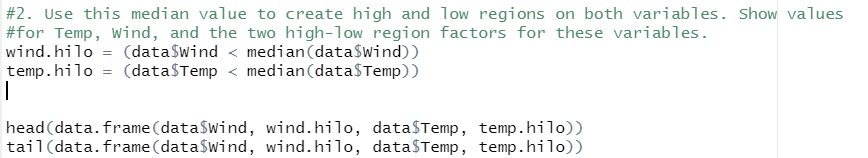 #2. Use this median value to create high and low regions on both variables. Show values
#for Temp, Wind, and the two high-low region factors for these variables.
wind.hilo = (data$Wind < median(data$Wind))
temp.hilo = (data$Temp < median(data$Temp))
head(data.frame(data$Wind, wind.hilo, data$Temp, temp.hilo))
tail(data.frame(data$Wind, wind.hilo, data$Temp, temp.hilo))